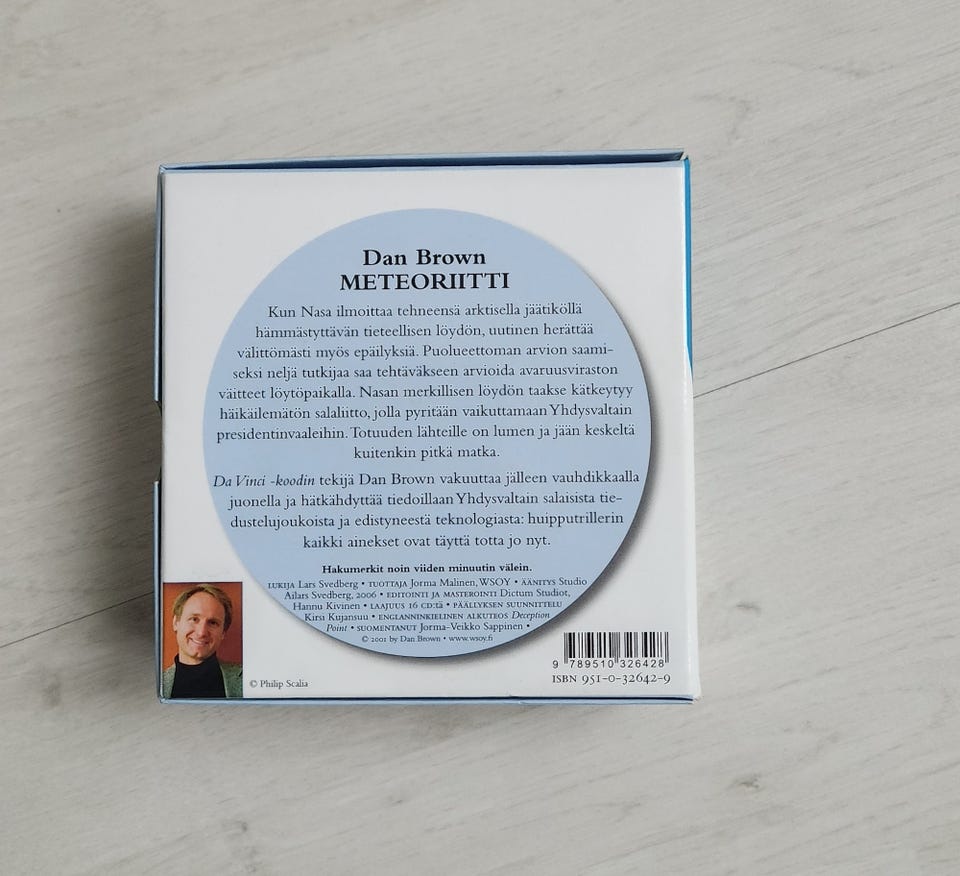 Dan Brown
METEORIITTI
Kun Nasa ilmoittaa tehneensä arktisella jäätiköllä
hämmästyttävän tieteellisen löydön, uutinen herättää
välittömästi myös epäilyksiä. Puolueettoman arvion saami-
seksi neljä tutkijaa saa tehtäväkseen arvioida avaruusviraston
väitteet löytöpaikalla. Nasan merkillisen löydön taakse kätkeytyy
häikäilemätön salaliitto, jolla pyritään vaikuttamaan Yhdysvaltain
presidentinvaaleihin. Totuuden lähteille on lumen ja jään keskeltä
kuitenkin pitkä matka.
Da Vinci -koodin tekijä Dan Brown vakuuttaa jälleen vauhdikkaalla
juonella ja hätkähdyttää tiedoillaan Yhdysvaltain salaisista tie-
dustelujoukoista ja edistyneestä teknologiasta: huipputrillerin
kaikki ainekset ovat täyttä totta jo nyt.
Hakumerkit noin viiden minuutin välein.
LUKIJA Lars Svedberg • TUOTTAJA Jorma Malinen, WSOY • ÄÄNITYS Studio
Ailars Svedberg, 2006 • EDITOINTI JA MASTEROINTI Dictum Studiot,
Hannu Kivinen • LAAJUUS 16 CD:tä • PÄÄLLYKSEN SUUNNITTELU
Kirsi Kujansuu • ENGLANNINKIELINEN ALKUTEOS Deception
Point • SUOMENTANUT Jorma-Veikko Sappinen •
© 2001 by Dan Brown • www.wsoy.fi
© Philip Scalia
9 789510 326428
ISBN 951-0-32642-9